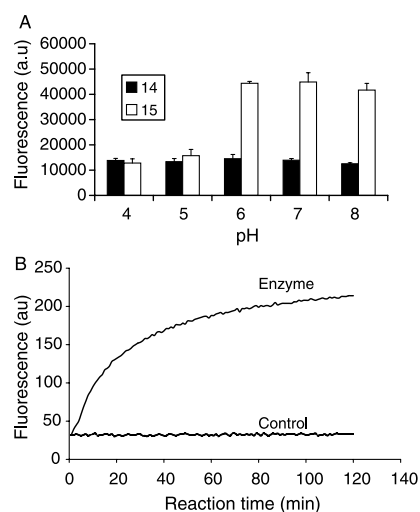 A
Fluorescence (a.u)
60000
50000
40000
30000
20000
10000
0
14
15
4 5 6 7 8
pH
B
Fluorescence (au)
250
200
150
100
50
0
Enzyme
Control
0 20 40 60 80 100 120 140
Reaction time (min)